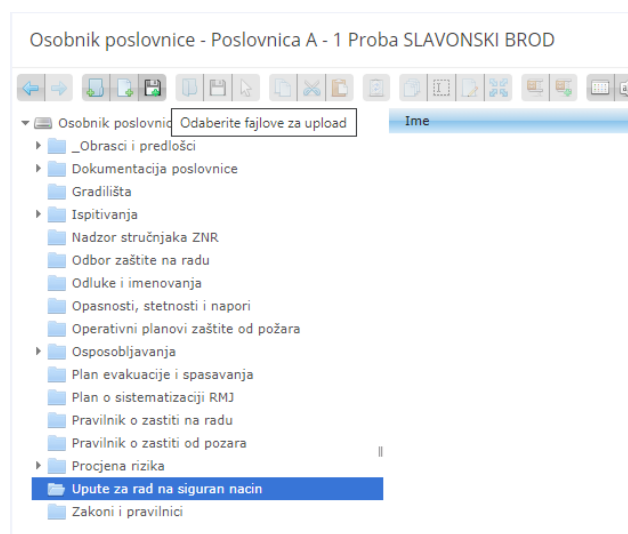 Osobnik poslovnice - Poslovnica A - 1 Proba SLAVONSKI BROD
Osobnik poslovnic Odaberite fajlove za upload Ime
_Obrasci i predlošci
Dokumentacija poslovnice
Gradilišta
Ispitivanja
Nadzor stručnjaka ZNR
Odbor zaštite na radu
Odluke i imenovanja
Opasnosti, stetnosti i napori
Operativni planovi zaštite od požara
Osposobljavanja
Plan evakuacije i spasavanja
Plan o sistematizaciji RMJ
Pravilnik o zastiti na radu
Pravilnik o zastiti od pozara
Procjena rizika
Upute za rad na siguran nacin
Zakoni i pravilnici